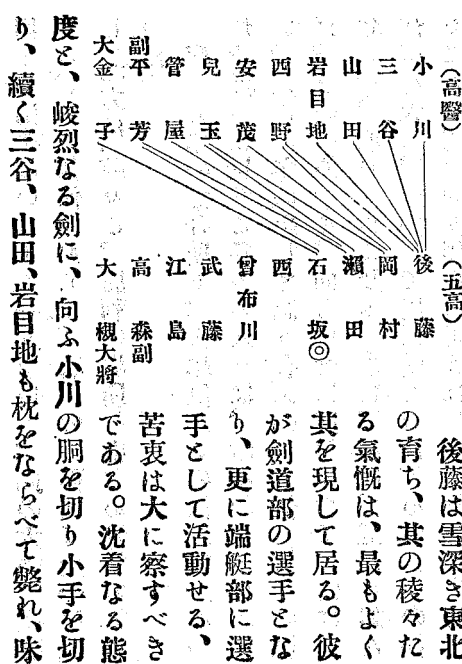 (高醫)
小川
三谷
山田
岩目地
西野
安茂
兒玉
管屋
副平芳
大金子
(五高)
後藤
岡村
瀨田
石坂◎
西
曾布川
武藤
江島
高森副
大槻大將
後藤は雪深き東北
の育ち、其の稜々た
る氣慨は、最もよく
其を現して居る。彼
が劍道部の選手とな
り、更に端艇部に選
手として活動せる、
苦衷は大に察すべき
である。沈着なる態
度と、峻烈なる劍に、向ふ小川の胴を切り小手を切
り、續く三谷、山田、岩目地も枕をならべて斃れ、味